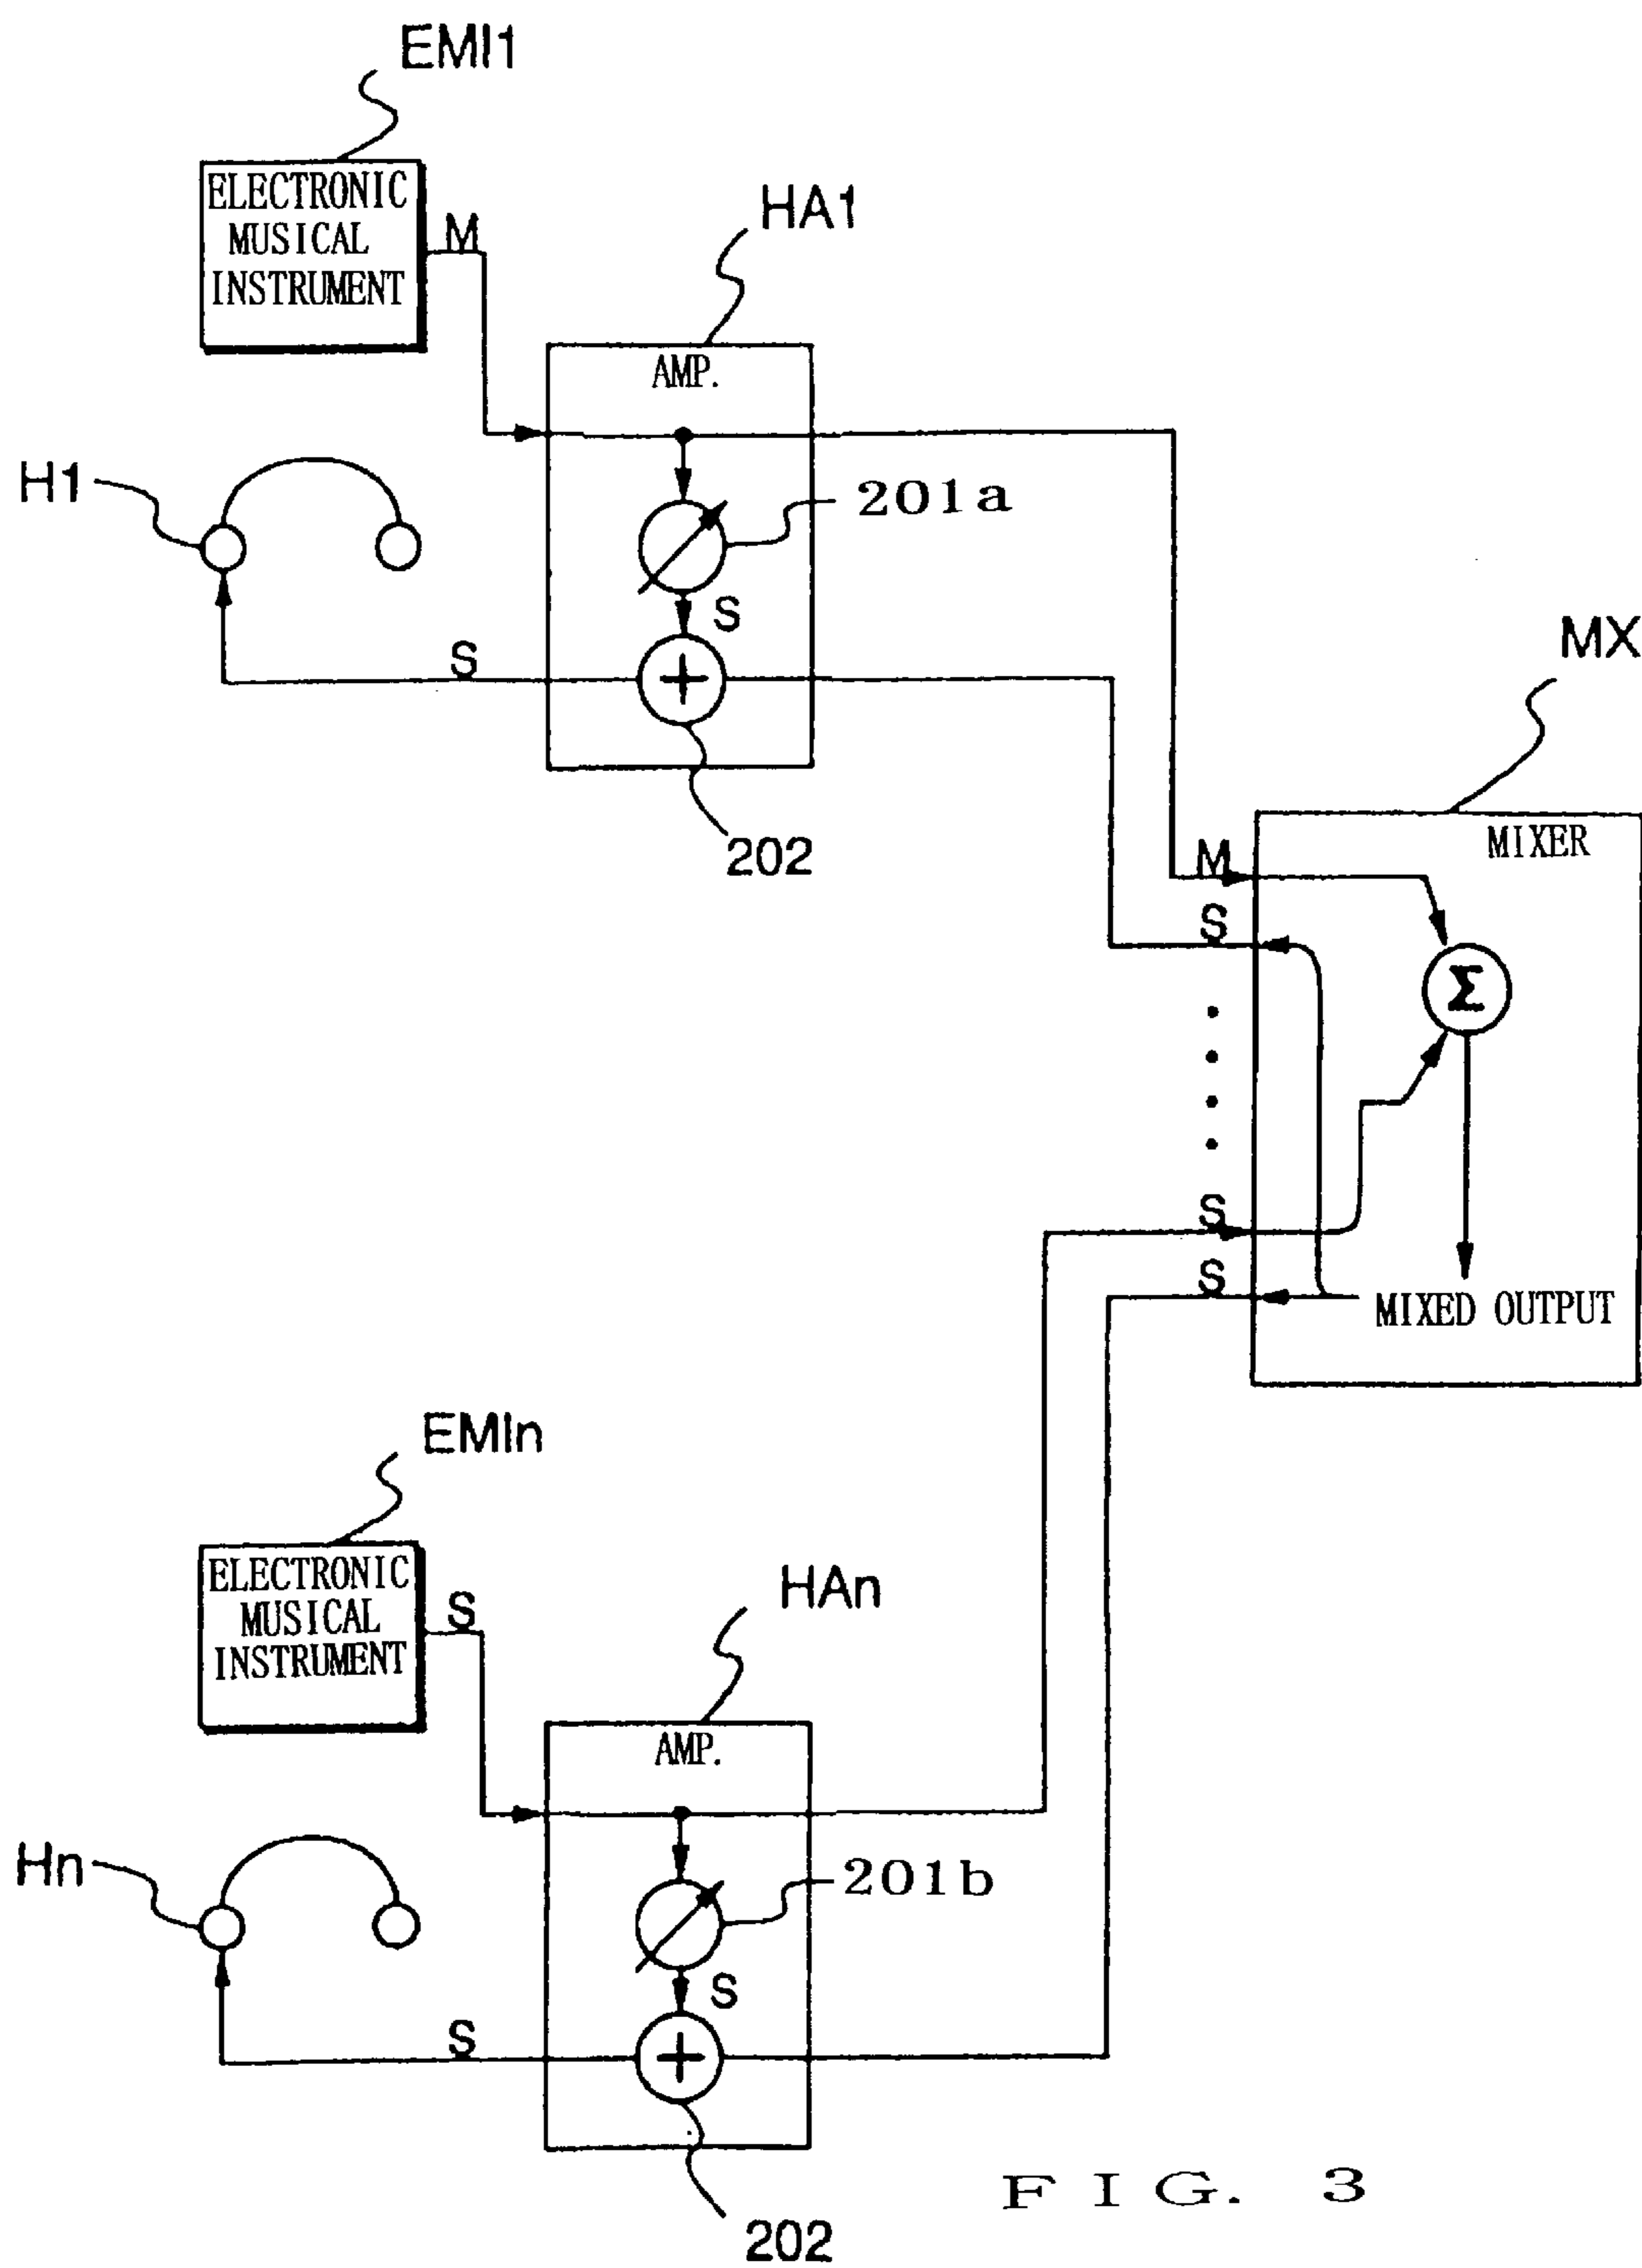 EMI1
ELECTRONIC
MUSICAL
INSTRUMENT
M
HA1
AMP.
H1
201a
S
S
202
MX
MIXER
M
S
Σ
S
S
MIXED OUTPUT
EMIn
ELECTRONIC
MUSICAL
INSTRUMENT
S
HAn
AMP.
Hn
201b
S
S
202
FIG. 3